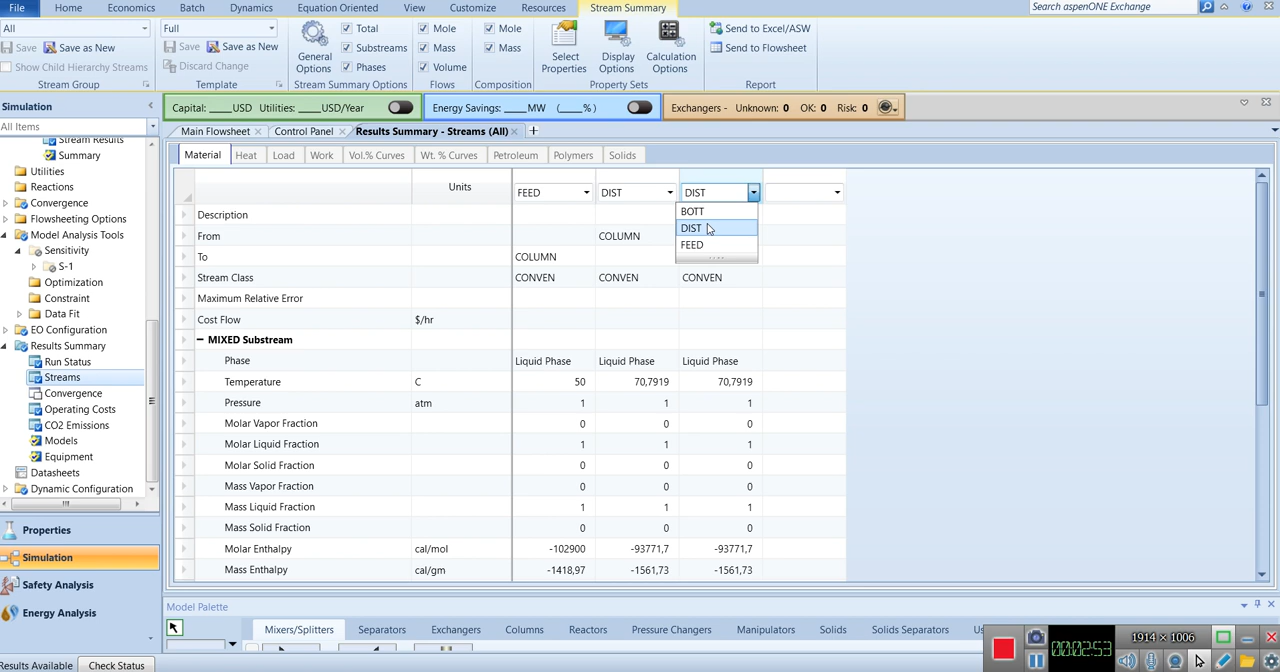 File Home Economics Batch Dynamics Equation Oriented View Customize Resources Stream Summary Search aspenONE Exchange
All Full Total Mole Mole Send to Excel/ASW
Save Save as New Save Save as New Substreams Mass Mass Send to Flowsheet
Show Child Hierarchy Streams Discard Change General Options Phases Volume Select Properties Display Options Calculation Options
Stream Group Template Stream Summary Options Flows Composition Property Sets Report
Simulation Capital: ____USD Utilities: ____USD/Year Energy Savings: ____MW (____%) Exchangers - Unknown: 0 OK: 0 Risk: 0
All Items Main Flowsheet Control Panel Results Summary - Streams (All)
Material Heat Load Work Vol.% Curves Wt. % Curves Petroleum Polymers Solids
Stream Results
Summary
Utilities
Reactions
Convergence
Flowsheeting Options
Model Analysis Tools
Sensitivity
S-1
Optimization
Constraint
Data Fit
EO Configuration
Results Summary
Run Status
Streams
Convergence
Operating Costs
CO2 Emissions
Models
Equipment
Datasheets
Dynamic Configuration
Properties
Simulation
Safety Analysis
Energy Analysis
Units FEED DIST DIST
BOTT
DIST
FEED
Description
From COLUMN
To COLUMN
Stream Class CONVEN CONVEN CONVEN
Maximum Relative Error
Cost Flow $/hr
MIXED Substream
Phase Liquid Phase Liquid Phase Liquid Phase
Temperature C 50 70,7919 70,7919
Pressure atm 1 1 1
Molar Vapor Fraction 0 0 0
Molar Liquid Fraction 1 1 1
Molar Solid Fraction 0 0 0
Mass Vapor Fraction 0 0 0
Mass Liquid Fraction 1 1 1
Mass Solid Fraction 0 0 0
Molar Enthalpy cal/mol -102900 -93771,7 -93771,7
Mass Enthalpy cal/gm -1418,97 -1561,73 -1561,73
Model Palette
Mixers/Splitters Separators Exchangers Columns Reactors Pressure Changers Manipulators Solids Solids Separators
Results Available Check Status
00:02:53 1914 × 1006